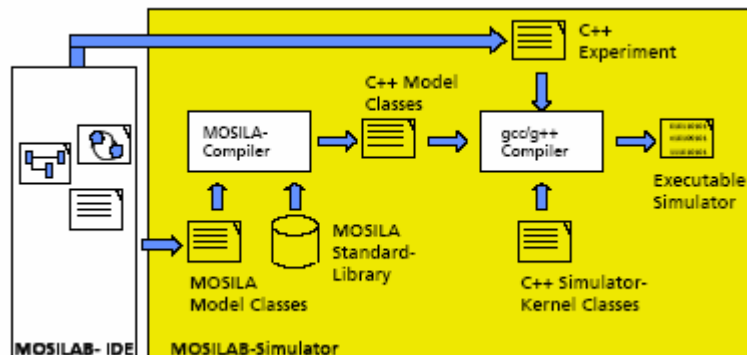 C++
Experiment
C++ Model
Classes
MOSILA-
Compiler
gcc/g++
Compiler
Executable
Simulator
MOSILA
Standard-
Library
MOSILA
Model Classes
C++ Simulator-
Kernel Classes
MOSILAB- IDE
MOSILAB-Simulator